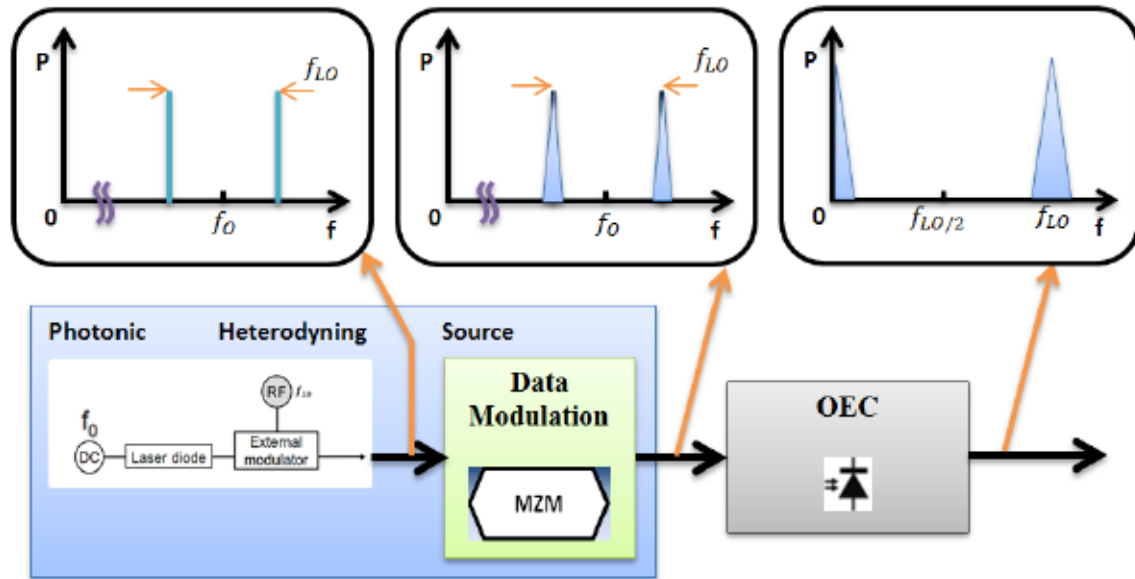 P
f_LO
0
f_O
f
P
f_LO
0
f_O
f
P
0
f_LO/2
f_LO
f
Photonic Heterodyning Source
RF f_LO
f_0
DC
Laser diode
External
modulator
Data
Modulation
MZM
OEC